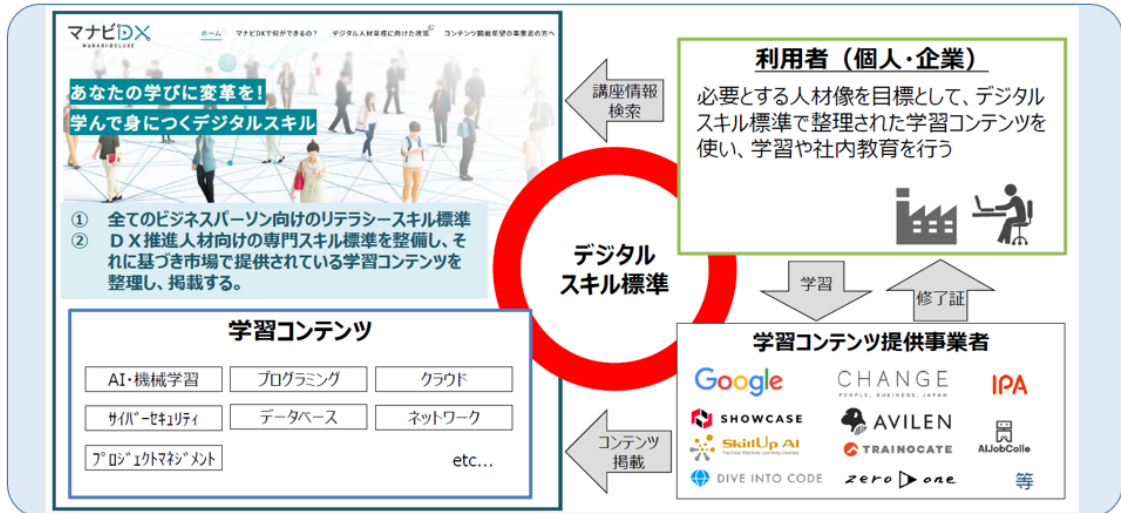 マナビDX
MANABI-DELUXE
ホーム
マナビDXで何ができるの?
デジタル人材育成に向けた政策
コンテンツ掲載希望の事業者の方へ
あなたの学びに変革を!
学んで身につくデジタルスキル
① 全てのビジネスパーソン向けのリテラシースキル標準
② DX推進人材向けの専門スキル標準を整備し、そ
れに基づき市場で提供されている学習コンテンツを
整理し、掲載する。
講座情報
検索
利用者(個人・企業)
必要とする人材像を目標として、デジタル
スキル標準で整理された学習コンテンツを
使い、学習や社内教育を行う
デジタル
スキル標準
学習
修了証
学習コンテンツ
AI・機械学習
プログラミング
クラウド
サイバーセキュリティ
データベース
ネットワーク
プロジェクトマネジメント
etc...
コンテンツ
掲載
学習コンテンツ提供事業者
Google
CHANGE
PEOPLE, BUSINESS, JAPAN
IPA
SHOWCASE
AVILEN
SkillUp AI
Practical Machine Learning Courses
TRAINOCATE
AIJobColle
DIVE INTO CODE
zero one
等